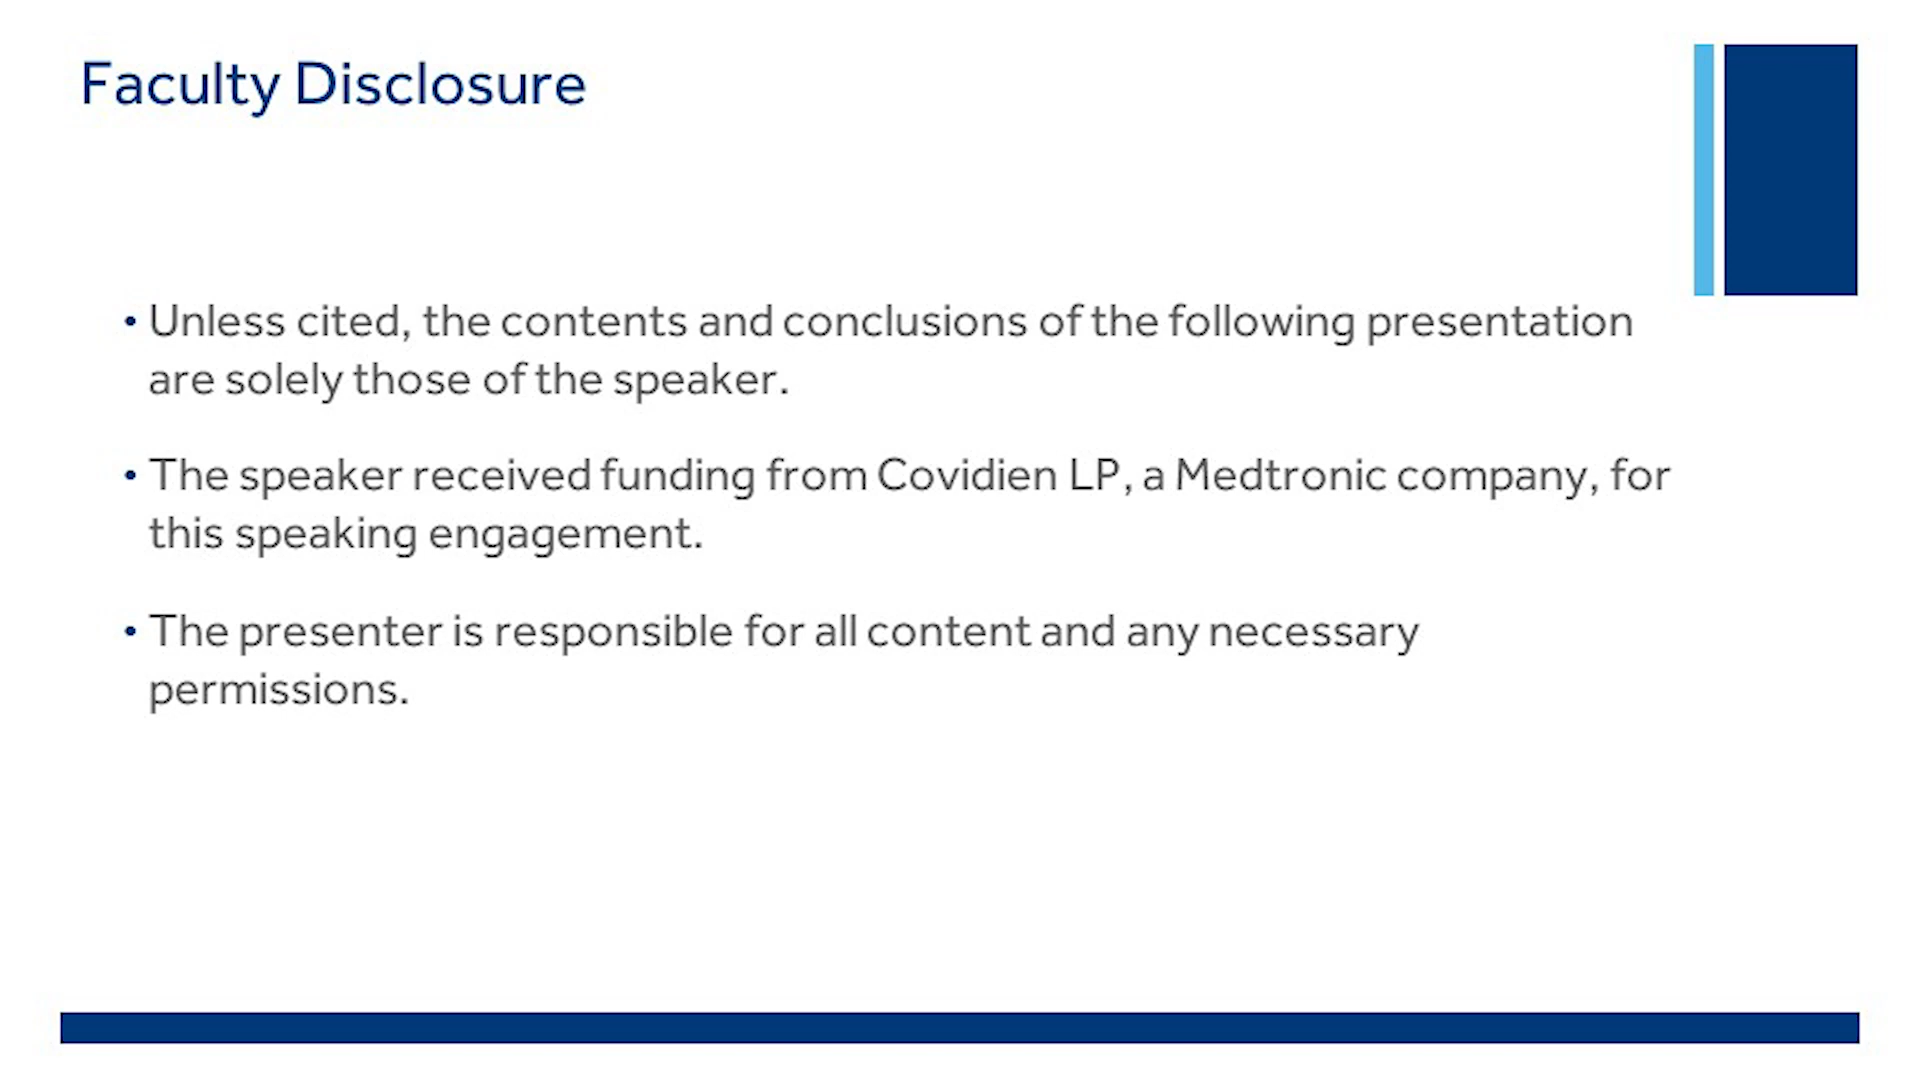 Faculty Disclosure
• Unless cited, the contents and conclusions of the following presentation
are solely those of the speaker.
• The speaker received funding from Covidien LP, a Medtronic company, for
this speaking engagement.
• The presenter is responsible for all content and any necessary
permissions.